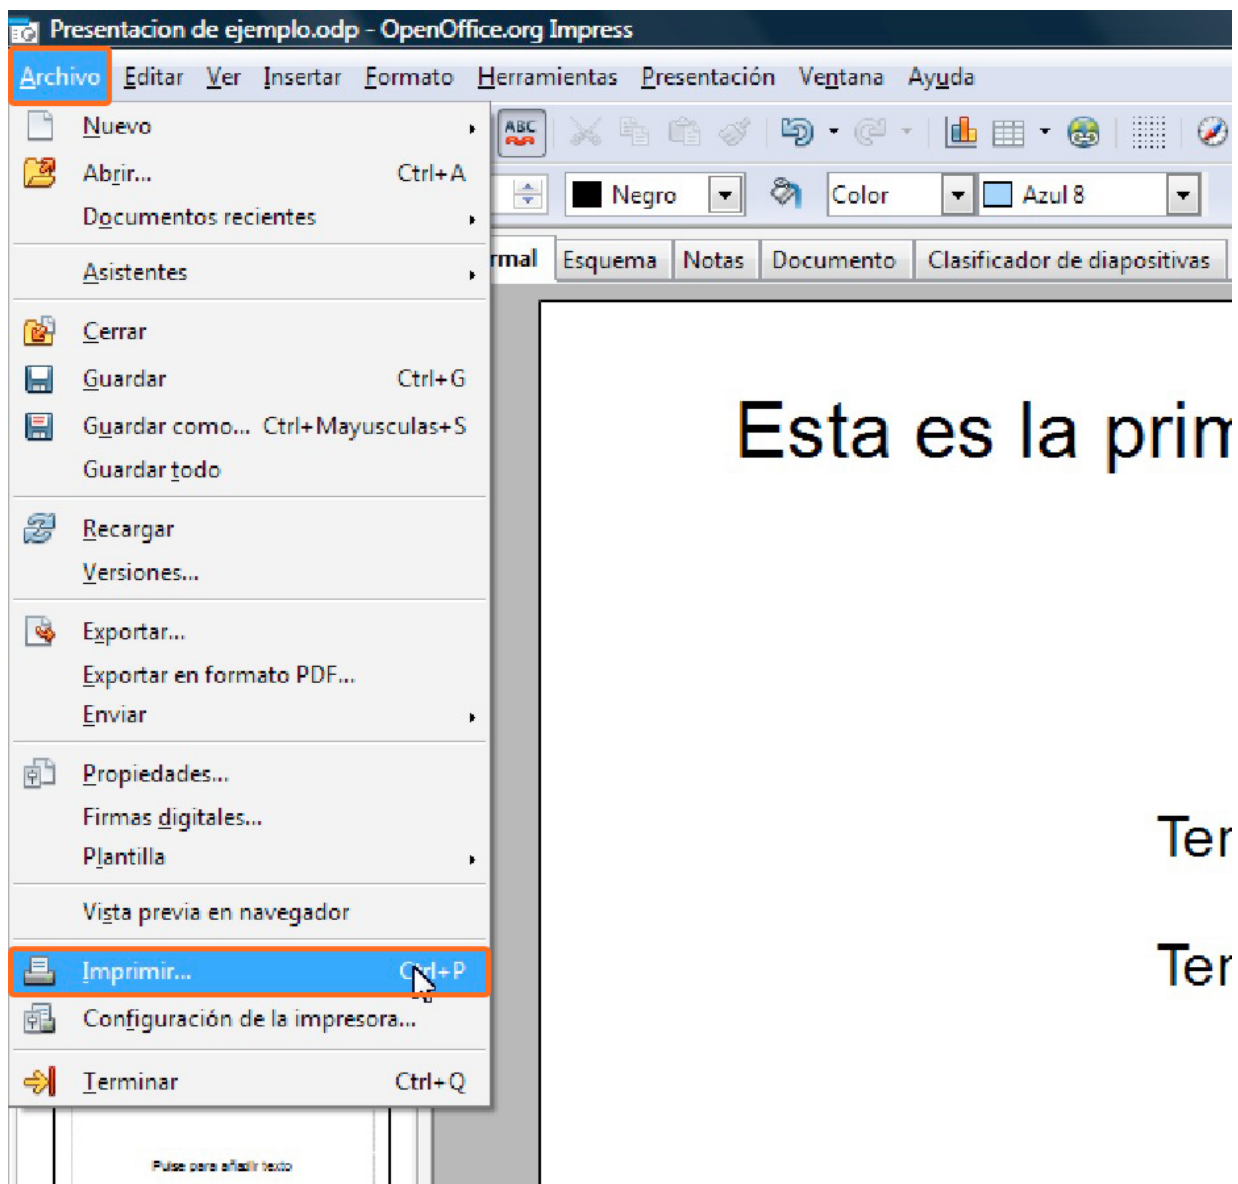 Presentacion de ejemplo.odp - OpenOffice.org Impress
Archivo Editar Ver Insertar Formato Herramientas Presentación Ventana Ayuda
Nuevo
ABC
Abrir... Ctrl+A
Negro Color Azul 8
Documentos recientes
rmal Esquema Notas Documento Clasificador de diapositivas
Asistentes
Cerrar
Guardar Ctrl+G
Guardar como... Ctrl+Mayusculas+S
Esta es la prim
Guardar todo
Recargar
Versiones...
Exportar...
Exportar en formato PDF...
Enviar
Propiedades...
Firmas digitales...
Ter
Plantilla
Vista previa en navegador
Imprimir... Ctrl+P
Ter
Configuración de la impresora...
Terminar Ctrl+Q
Pulse para añadir texto